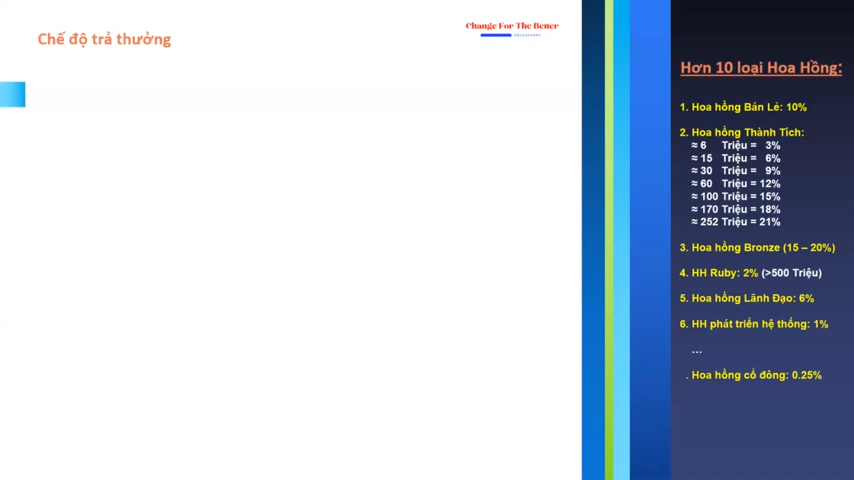 Change For The Better
Chế độ trả thưởng
Hơn 10 loại Hoa Hồng:
1. Hoa hồng Bán Lẻ: 10%
2. Hoa hồng Thành Tích:
≈ 6 Triệu = 3%
≈ 15 Triệu = 6%
≈ 30 Triệu = 9%
≈ 60 Triệu = 12%
≈ 100 Triệu = 15%
≈ 170 Triệu = 18%
≈ 252 Triệu = 21%
3. Hoa hồng Bronze (15 – 20%)
4. HH Ruby: 2% (>500 Triệu)
5. Hoa hồng Lãnh Đạo: 6%
6. HH phát triển hệ thống: 1%
...
. Hoa hồng cổ đông: 0.25%